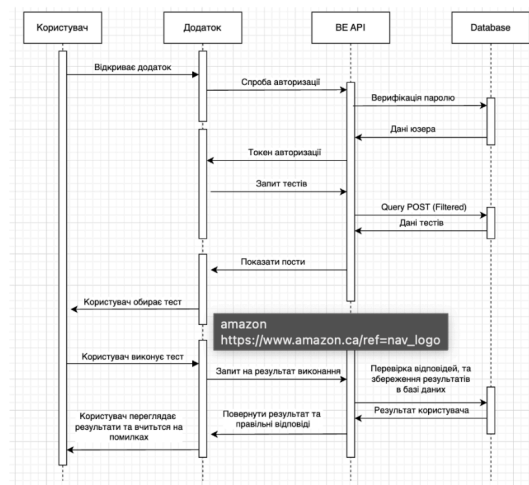 Користувач
Додаток
BE API
Database
Відкриває додаток
Спроба авторизації
Верифікація паролю
Дані юзера
Токен авторизації
Запит тестів
Query POST (Filtered)
Дані тестів
Показати пости
Користувач обирає тест
amazon
https://www.amazon.ca/ref=nav_logo
Користувач виконує тест
Запит на результат виконання
Перевірка відповідей, та
збереження результатів
в базі даних
Результат користувача
Повернути результат та
правільні відповіді
Користувач переглядає
результати та вчиться на
помилках